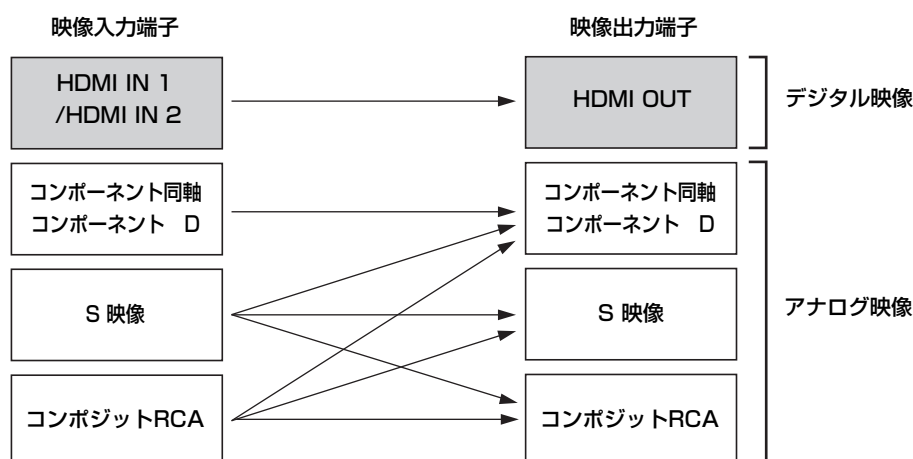 映像入力端子
映像出力端子
HDMI IN 1
/HDMI IN 2
HDMI OUT
デジタル映像
コンポーネント同軸
コンポーネント　D
コンポーネント同軸
コンポーネント　D
S 映像
S 映像
アナログ映像
コンポジットRCA
コンポジットRCA